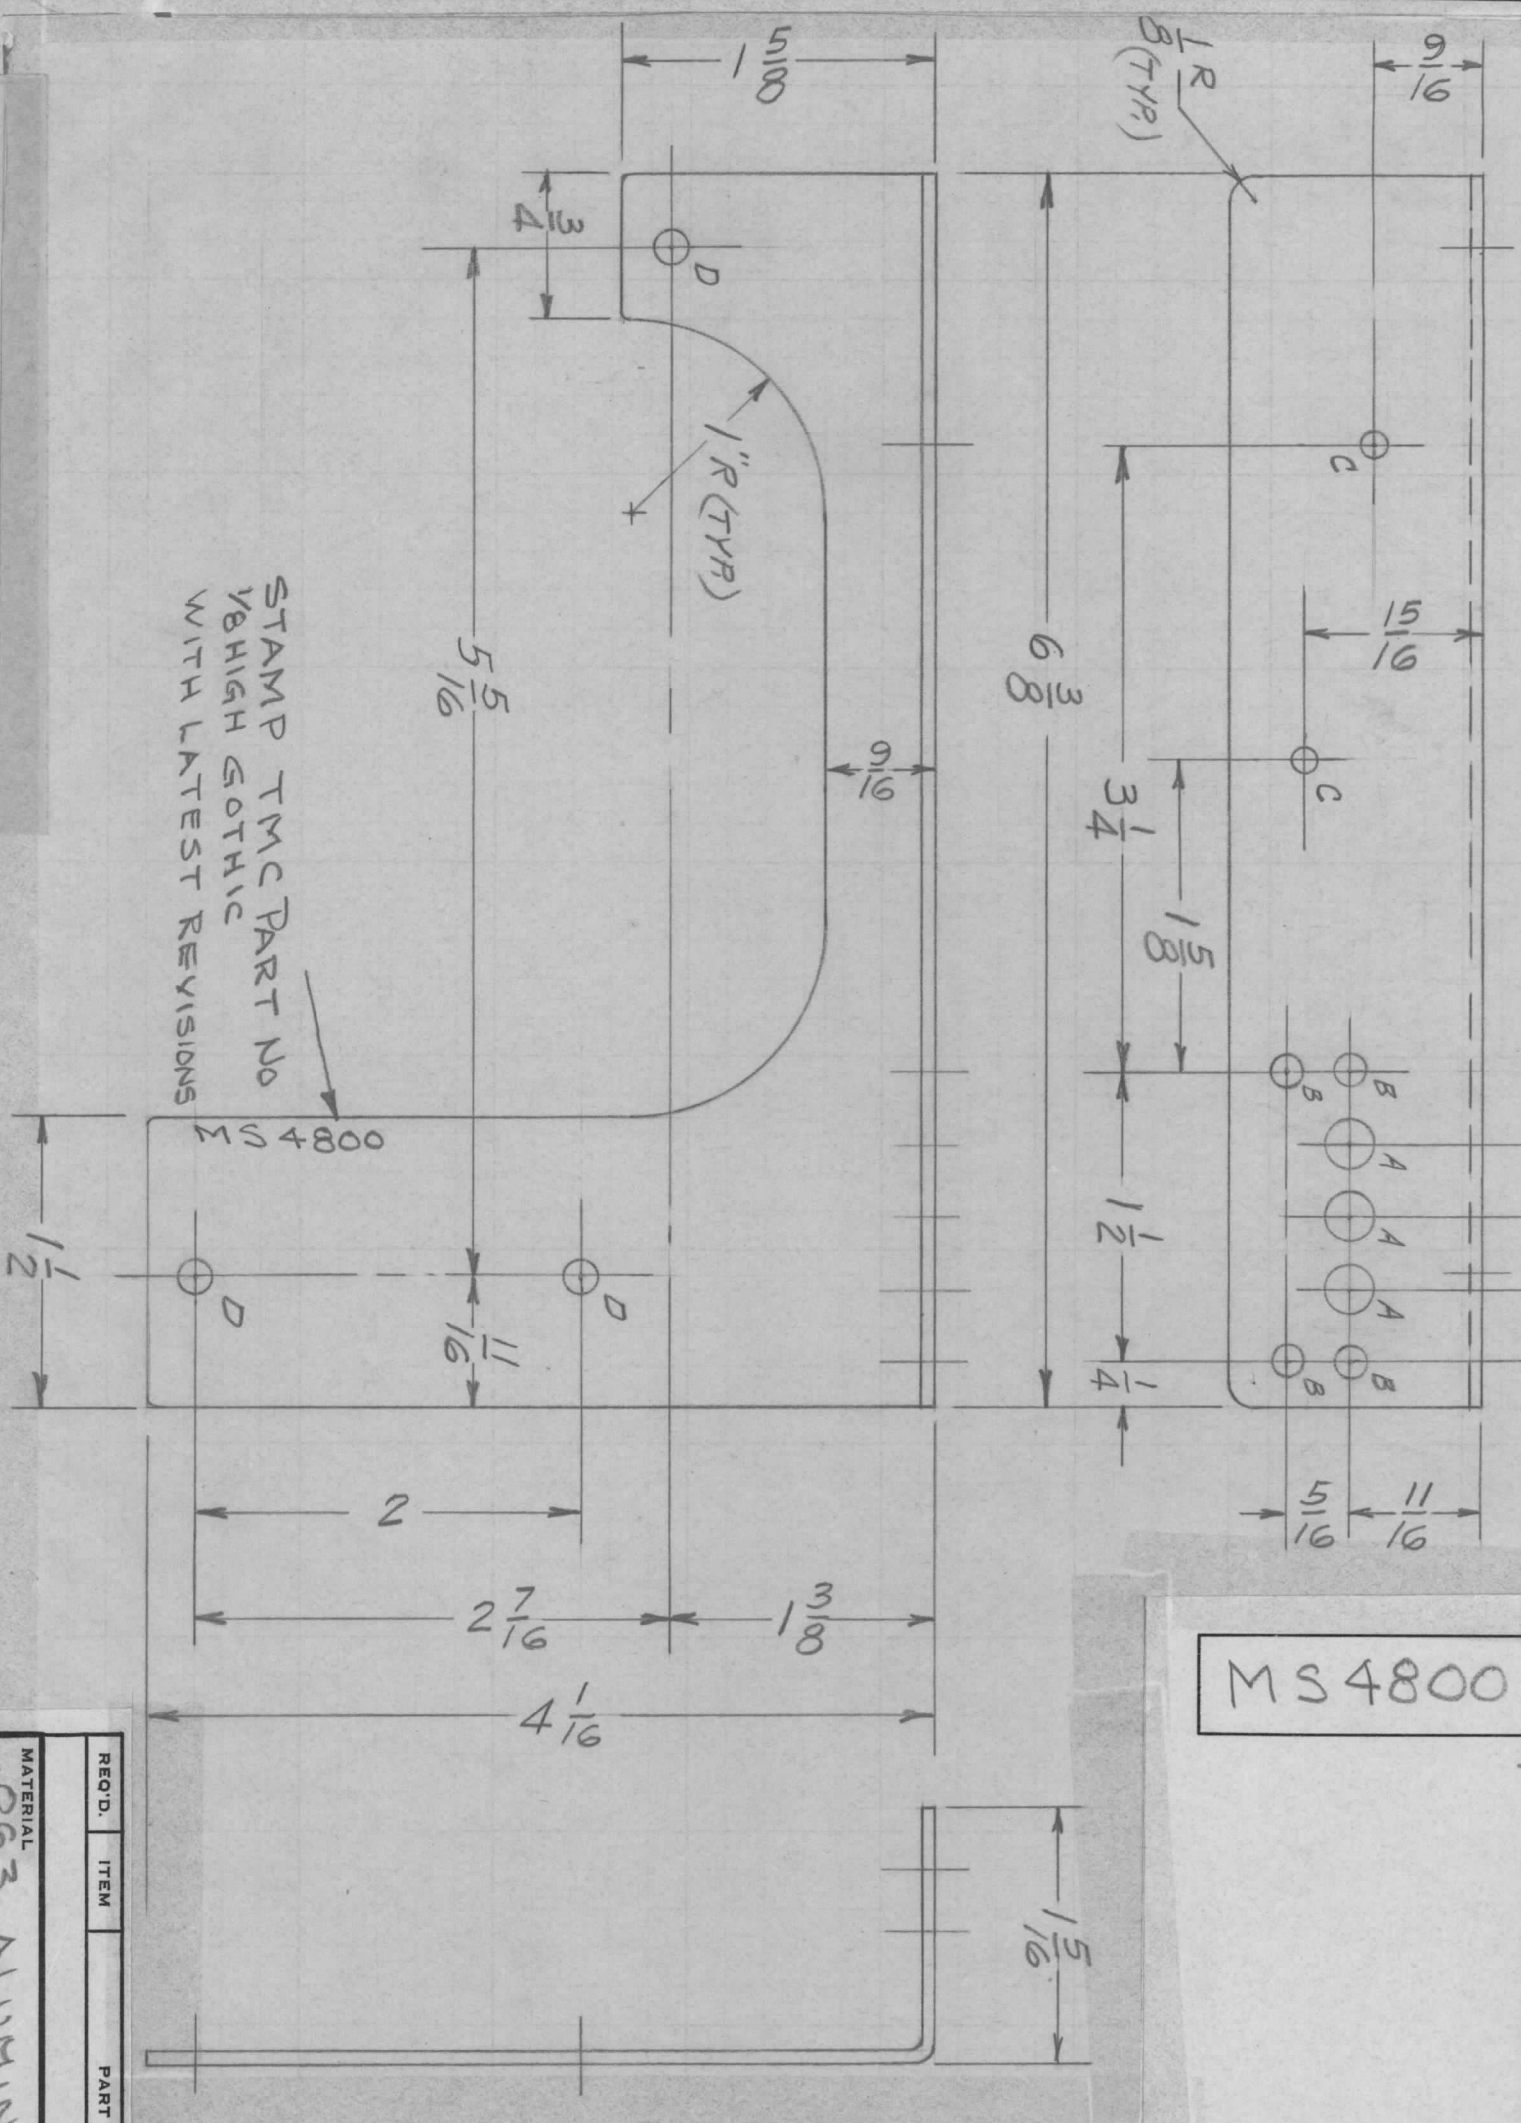 9/16
1/8 R
(TYP.)
C
15/16
C
3 1/4
1 5/8
B
B
A
A
A
B
B
1 1/2
1/4
5/16
11/16
6 3/8
1 5/8
3/4
D
1"R (TYP.)
9/16
5 5/16
STAMP TMC PART NO
1/8 HIGH GOTHIC
WITH LATEST REVISIONS
MS4800
D
D
11/16
1 1/2
2
2 7/16
1 3/8
4 1/16
1 5/16
MS4800
REQ'D. ITEM PART
MATERIAL